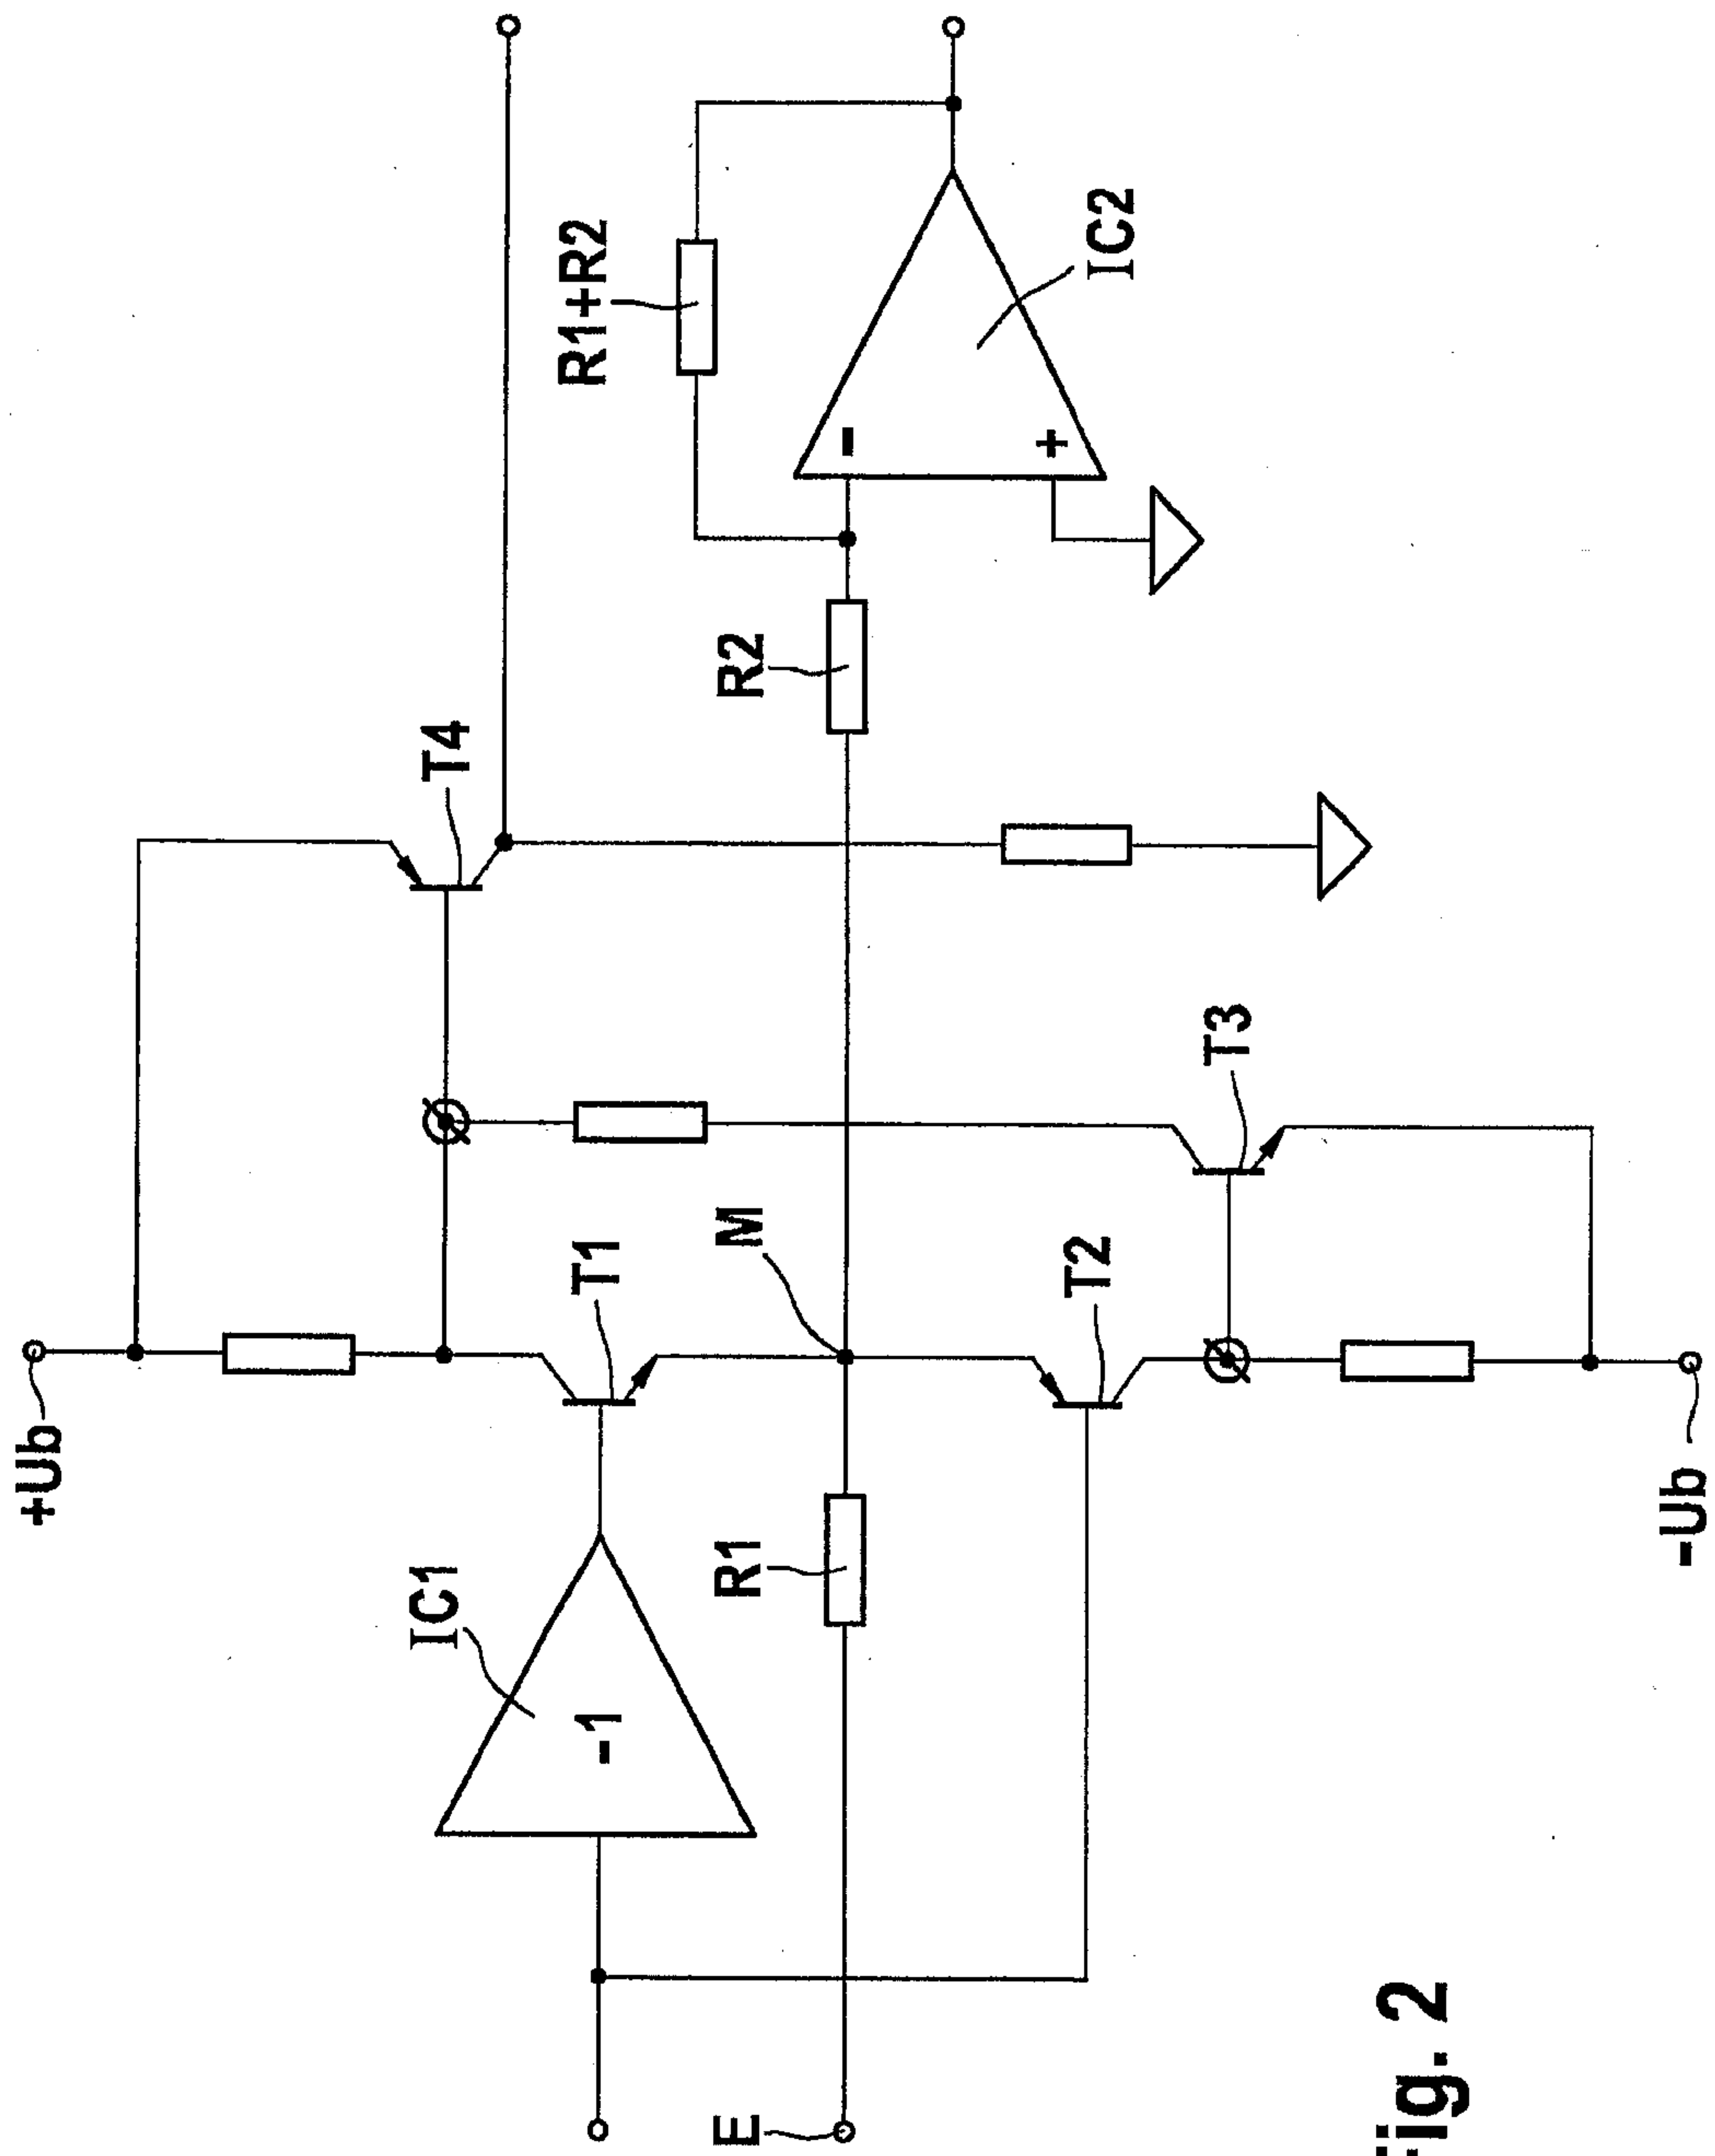 +Ub
IC1
-1
T1
T4
R1+R2
E
R1
M
R2
-
+
IC2
T2
T3
-Ub
Fig. 2